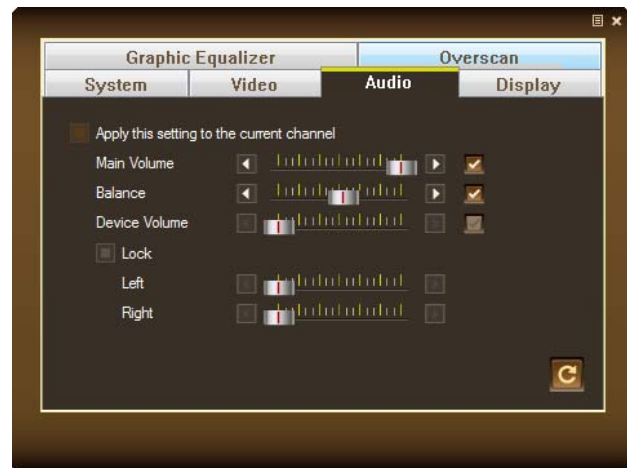 Graphic Equalizer Overscan
System Video Audio Display
Apply this setting to the current channel
Main Volume
Balance
Device Volume
Lock
Left
Right